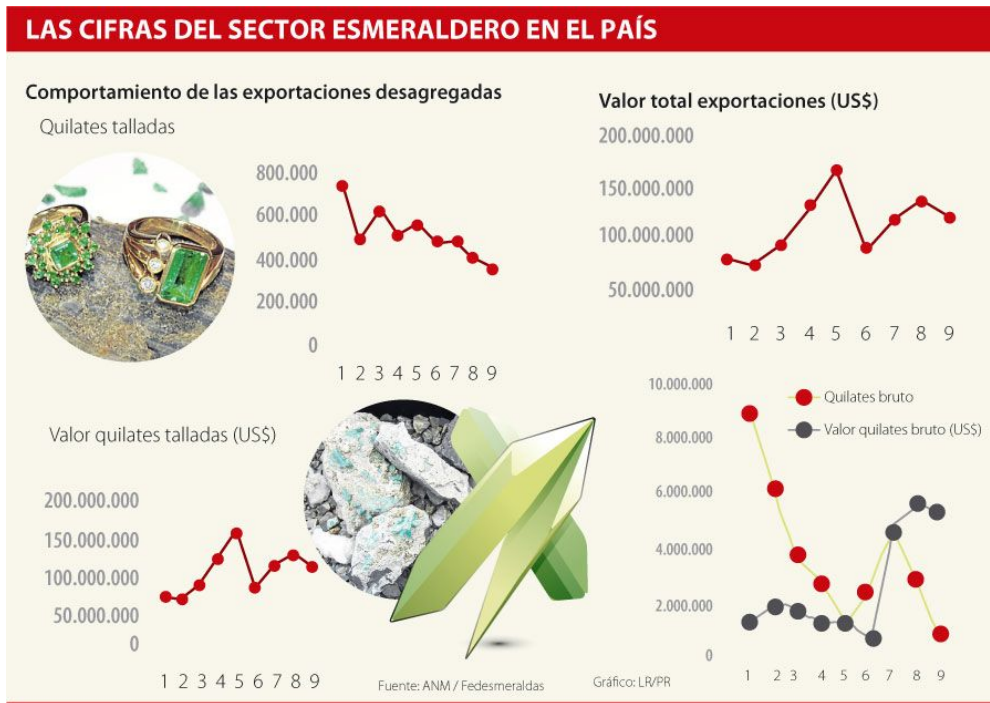 LAS CIFRAS DEL SECTOR ESMERALDERO EN EL PAÍS
Comportamiento de las exportaciones desagregadas
Quilates talladas
800.000
600.000
400.000
200.000
0
1 2 3 4 5 6 7 8 9
Valor quilates talladas (US$)
200.000.000
150.000.000
100.000.000
50.000.000
0
1 2 3 4 5 6 7 8 9
Valor total exportaciones (US$)
200.000.000
150.000.000
100.000.000
50.000.000
1 2 3 4 5 6 7 8 9
10.000.000
8.000.000
6.000.000
4.000.000
2.000.000
0
Quilates bruto
Valor quilates bruto (US$)
1 2 3 4 5 6 7 8 9
Fuente: ANM / Fedesmeraldas
Gráfico: LR/PR